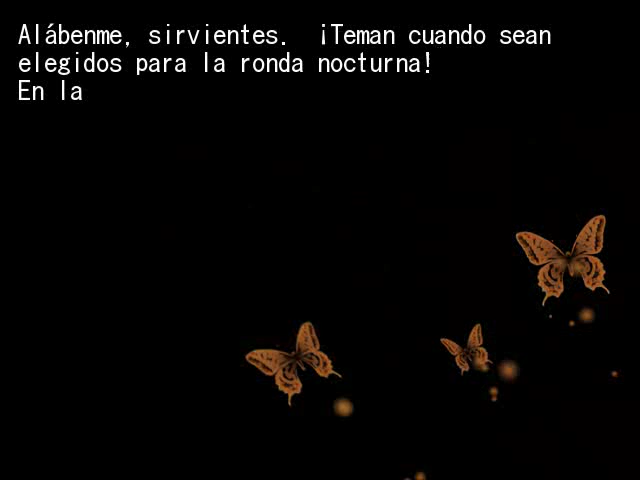 Alábenme, sirvientes.  ¡Teman cuando sean
elegidos para la ronda nocturna!
En la